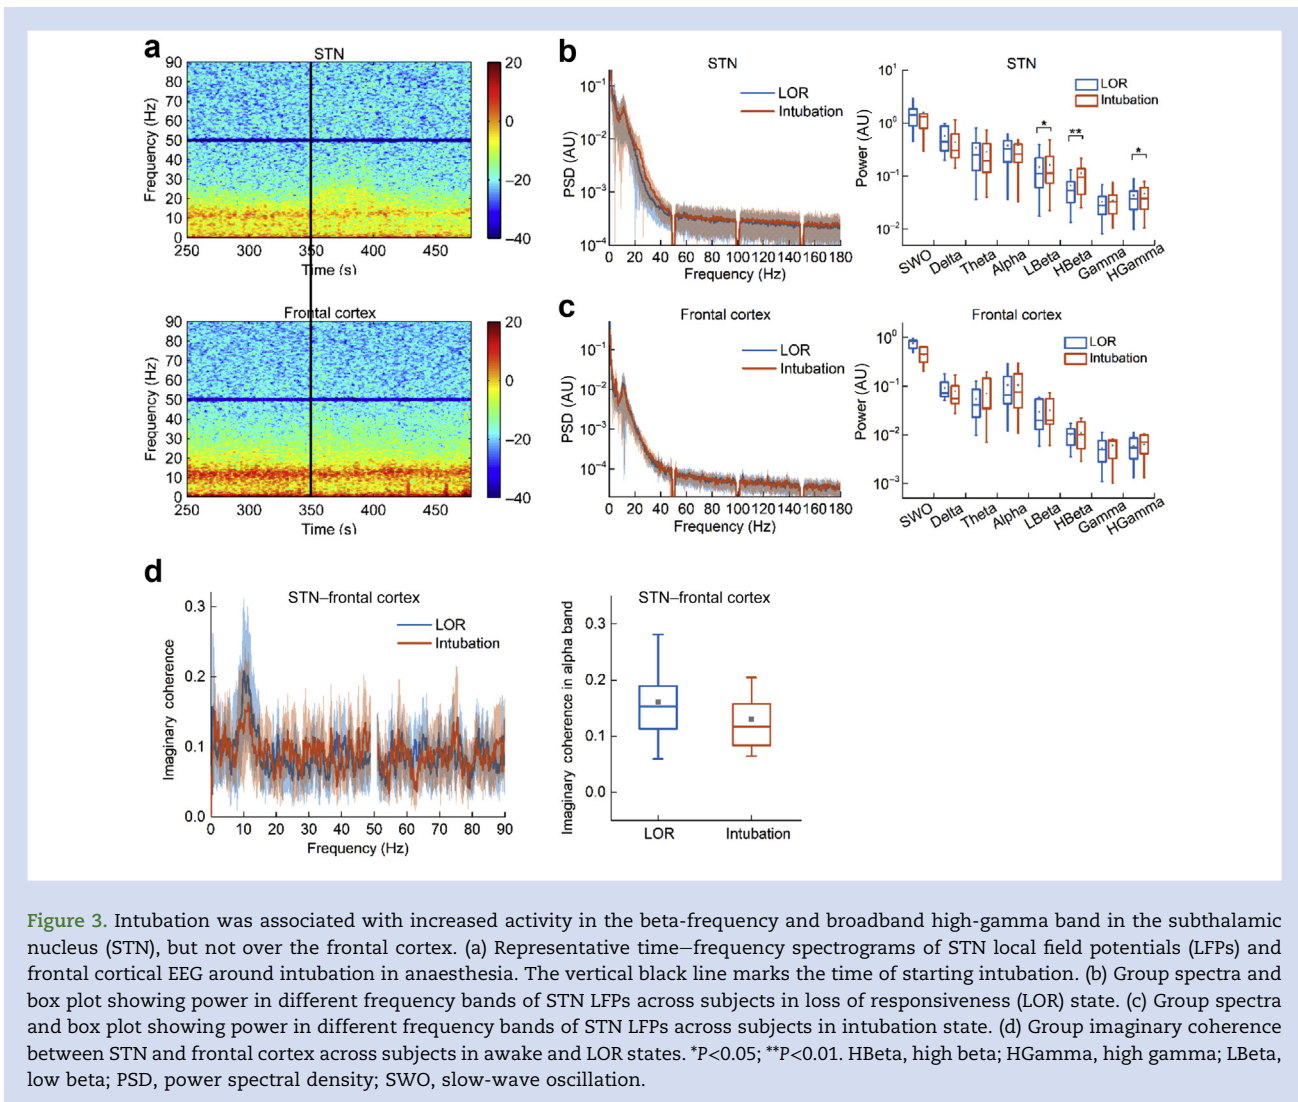 a
STN
90
80
70
60
50
40
30
20
10
0
Frequency (Hz)
250 300 350 400 450
Time (s)
20
0
−20
−40
Frontal cortex
90
80
70
60
50
40
30
20
10
0
Frequency (Hz)
250 300 350 400 450
Time (s)
20
0
−20
−40
b
STN
LOR
Intubation
10⁻¹
10⁻²
10⁻³
10⁻⁴
PSD (AU)
0 20 40 60 80 100 120 140 160 180
Frequency (Hz)
STN
LOR
Intubation
10¹
10⁰
10⁻¹
10⁻²
Power (AU)
* ** *
SWO Delta Theta Alpha LBeta HBeta Gamma HGamma
c
Frontal cortex
LOR
Intubation
10⁻¹
10⁻²
10⁻³
10⁻⁴
PSD (AU)
0 20 40 60 80 100 120 140 160 180
Frequency (Hz)
Frontal cortex
LOR
Intubation
10⁰
10⁻¹
10⁻²
10⁻³
Power (AU)
SWO Delta Theta Alpha LBeta HBeta Gamma HGamma
d
STN–frontal cortex
LOR
Intubation
0.3
0.2
0.1
0.0
Imaginary coherence
0 10 20 30 40 50 60 70 80 90
Frequency (Hz)
STN–frontal cortex
0.3
0.2
0.1
0.0
Imaginary coherence in alpha band
LOR Intubation
Figure 3. Intubation was associated with increased activity in the beta-frequency and broadband high-gamma band in the subthalamic
nucleus (STN), but not over the frontal cortex. (a) Representative time–frequency spectrograms of STN local field potentials (LFPs) and
frontal cortical EEG around intubation in anaesthesia. The vertical black line marks the time of starting intubation. (b) Group spectra and
box plot showing power in different frequency bands of STN LFPs across subjects in loss of responsiveness (LOR) state. (c) Group spectra
and box plot showing power in different frequency bands of STN LFPs across subjects in intubation state. (d) Group imaginary coherence
between STN and frontal cortex across subjects in awake and LOR states. *P<0.05; **P<0.01. HBeta, high beta; HGamma, high gamma; LBeta,
low beta; PSD, power spectral density; SWO, slow-wave oscillation.